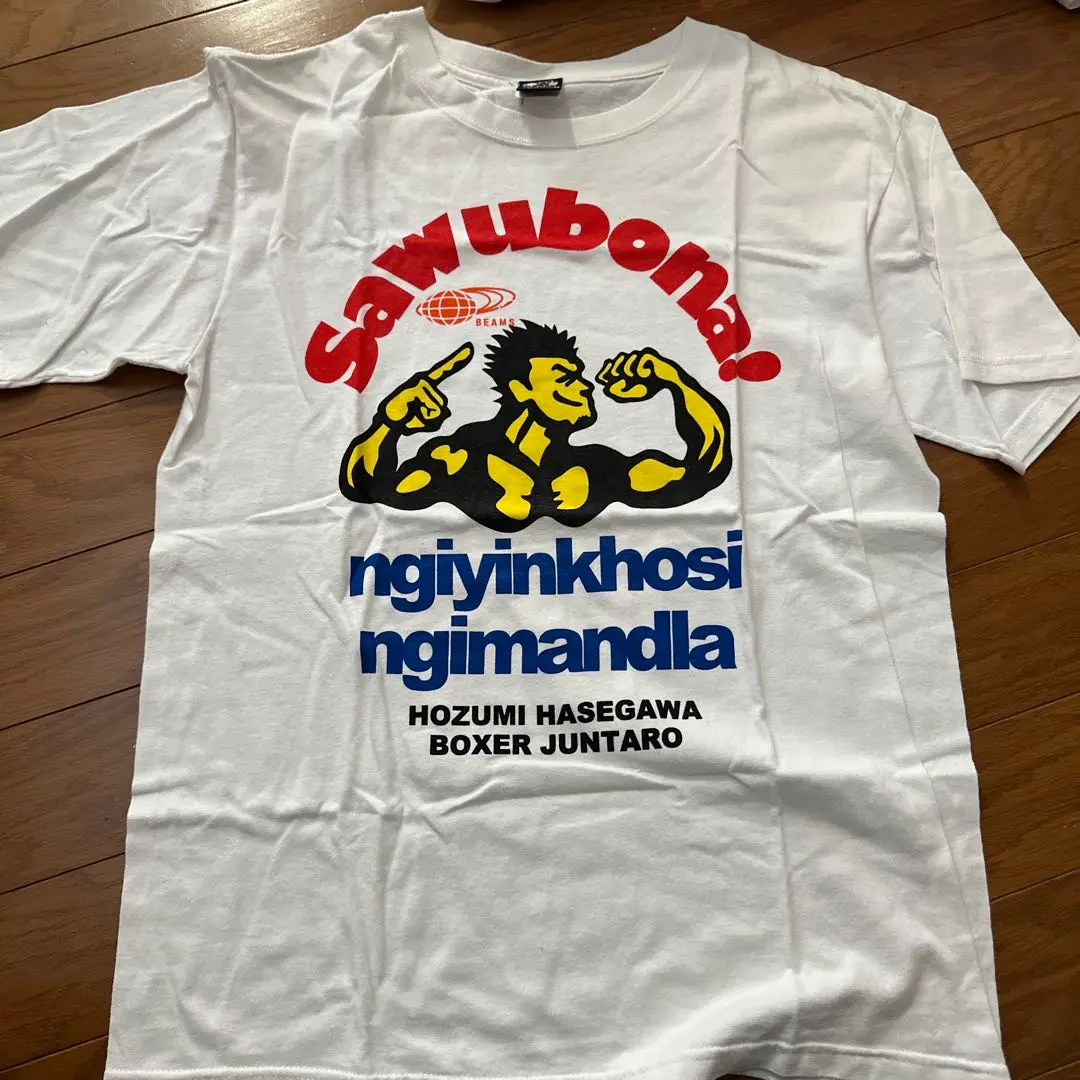 Sawubona!
BEAMS
ngiyinkhosi
ngimandla
HOZUMI HASEGAWA
BOXER JUNTARO